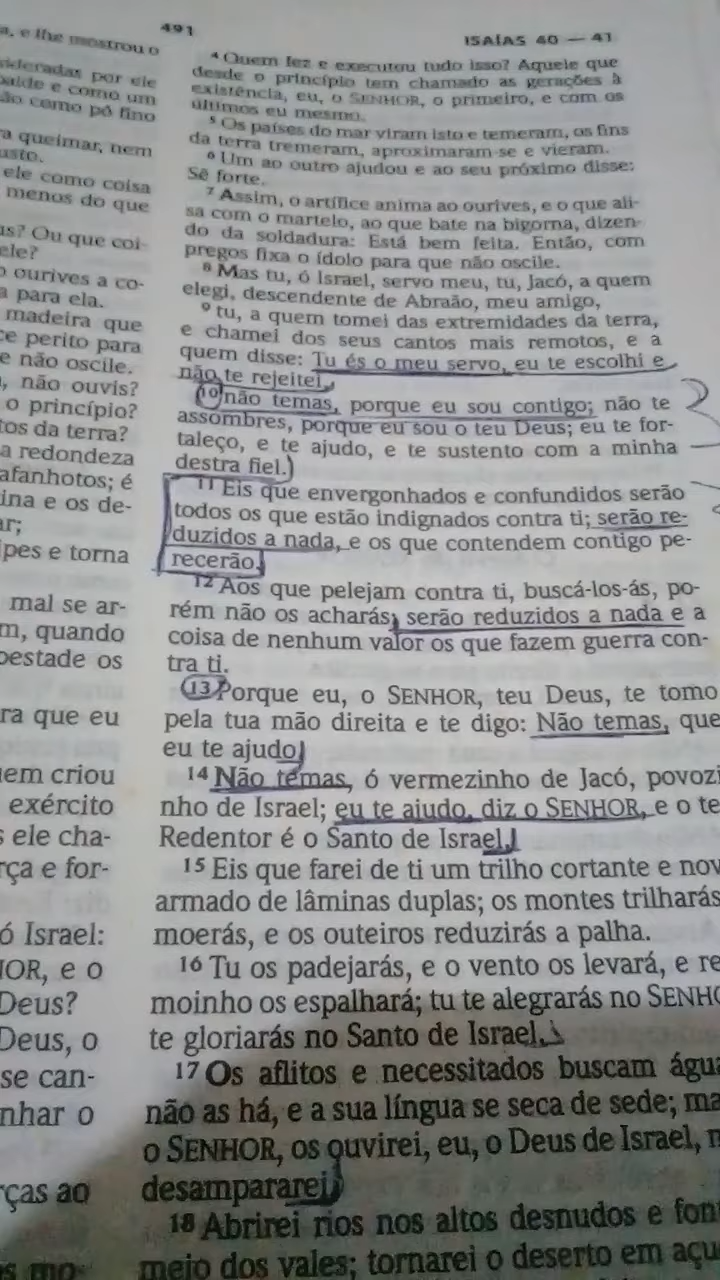 491
ISAÍAS 40 — 41
a, e lhe mostrou o
sideradas por ele
balde e como um
ão como pó fino
a queimar, nem
usto.
ele como coisa
menos do que
as? Ou que coi-
ele?
o ourives a co-
a para ela.
madeira que
ce perito para
e não oscile.
, não ouvis?
o princípio?
tos da terra?
a redondeza
afanhotos; é
ina e os de-
ar;
lpes e torna
mal se ar-
m, quando
pestade os
ra que eu
uem criou
exército
s ele cha-
rça e for-
ó Israel:
HOR, e o
Deus?
Deus, o
se can-
nhar o
rças ao
4 Quem fez e executou tudo isso? Aquele que
desde o princípio tem chamado as gerações à
existência, eu, o SENHOR, o primeiro, e com os
últimos eu mesmo.
5 Os países do mar viram isto e temeram, os fins
da terra tremeram, aproximaram-se e vieram.
6 Um ao outro ajudou e ao seu próximo disse:
Sê forte.
7 Assim, o artífice anima ao ourives, e o que ali-
sa com o martelo, ao que bate na bigorna, dizen-
do da soldadura: Está bem feita. Então, com
pregos fixa o ídolo para que não oscile.
8 Mas tu, ó Israel, servo meu, tu, Jacó, a quem
elegi, descendente de Abraão, meu amigo,
9 tu, a quem tomei das extremidades da terra,
e chamei dos seus cantos mais remotos, e a
quem disse: Tu és o meu servo, eu te escolhi e
não te rejeitei,
10 não temas, porque eu sou contigo; não te
assombres, porque eu sou o teu Deus; eu te for-
taleço, e te ajudo, e te sustento com a minha
destra fiel.
11 Eis que envergonhados e confundidos serão
todos os que estão indignados contra ti; serão re-
duzidos a nada, e os que contendem contigo pe-
recerão.
12 Aos que pelejam contra ti, buscá-los-ás, po-
rém não os acharás; serão reduzidos a nada e a
coisa de nenhum valor os que fazem guerra con-
tra ti.
13 Porque eu, o SENHOR, teu Deus, te tomo
pela tua mão direita e te digo: Não temas, que
eu te ajudo.
14 Não temas, ó vermezinho de Jacó, povozi
nho de Israel; eu te ajudo, diz o SENHOR, e o te
Redentor é o Santo de Israel.
15 Eis que farei de ti um trilho cortante e nov
armado de lâminas duplas; os montes trilharás
moerás, e os outeiros reduzirás a palha.
16 Tu os padejarás, e o vento os levará, e re
moinho os espalhará; tu te alegrarás no SENHO
te gloriarás no Santo de Israel.
17 Os aflitos e necessitados buscam água
não as há, e a sua língua se seca de sede; ma
o SENHOR, os ouvirei, eu, o Deus de Israel, n
desampararei.
18 Abrirei rios nos altos desnudos e fon
meio dos vales; tornarei o deserto em açu